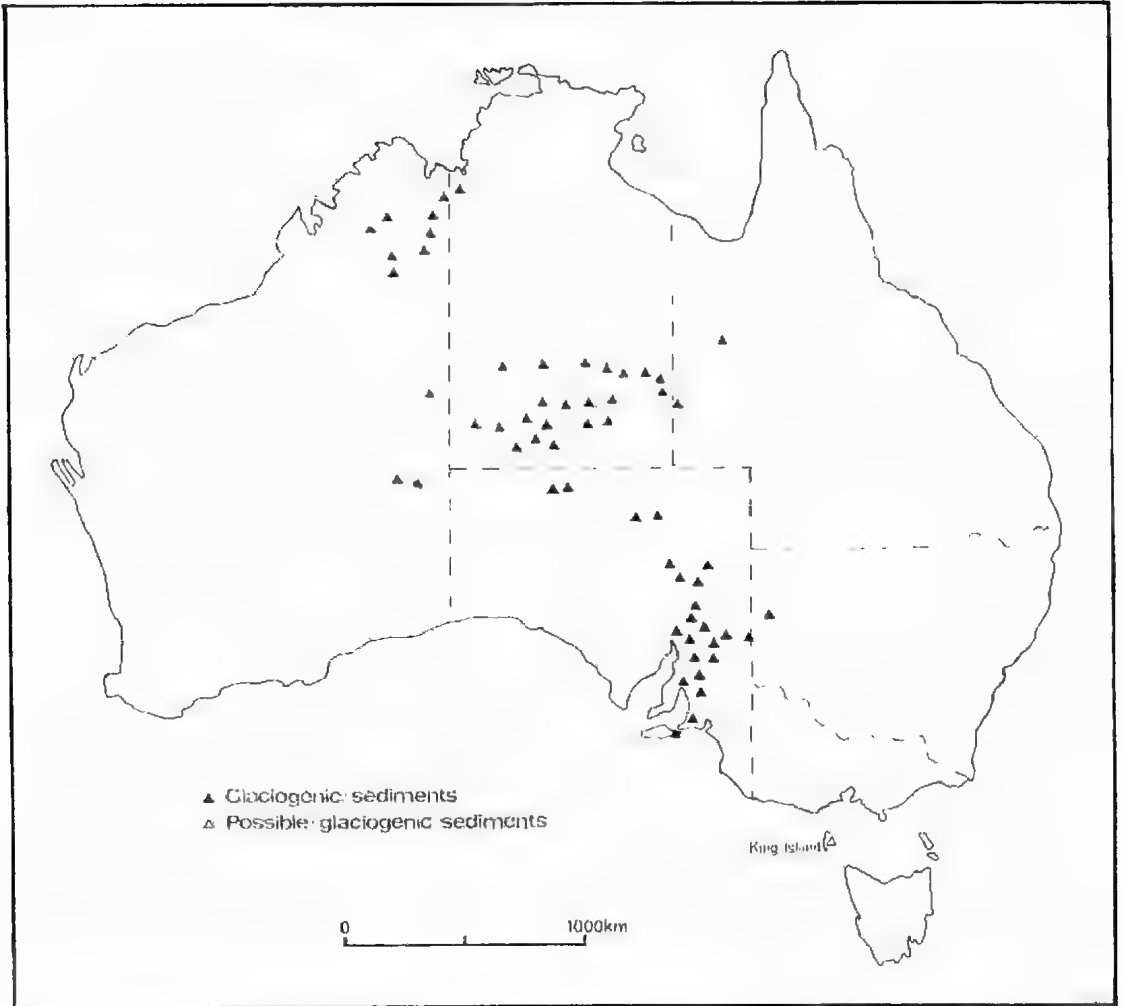 ▲ Glaciogenic sediments
△ Possible glaciogenic sediments
King Island
0 1000km